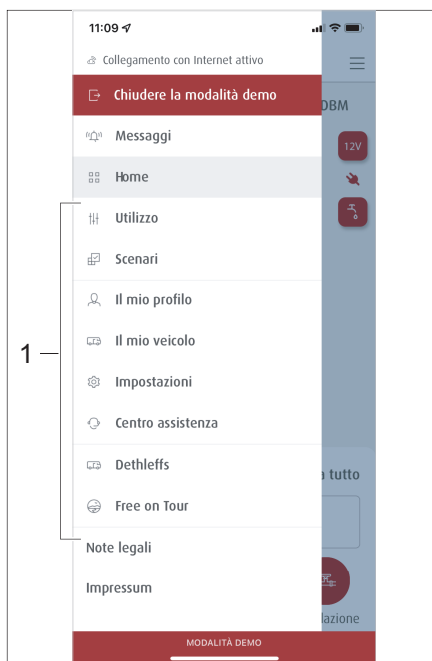 11:09
Collegamento con Internet attivo
Chiudere la modalità demo
DBM
Messaggi
12V
Home
Utilizzo
Scenari
Il mio profilo
1
Il mio veicolo
Impostazioni
Centro assistenza
Dethleffs
tutto
Free on Tour
Note legali
Impressum
lazione
MODALITÀ DEMO